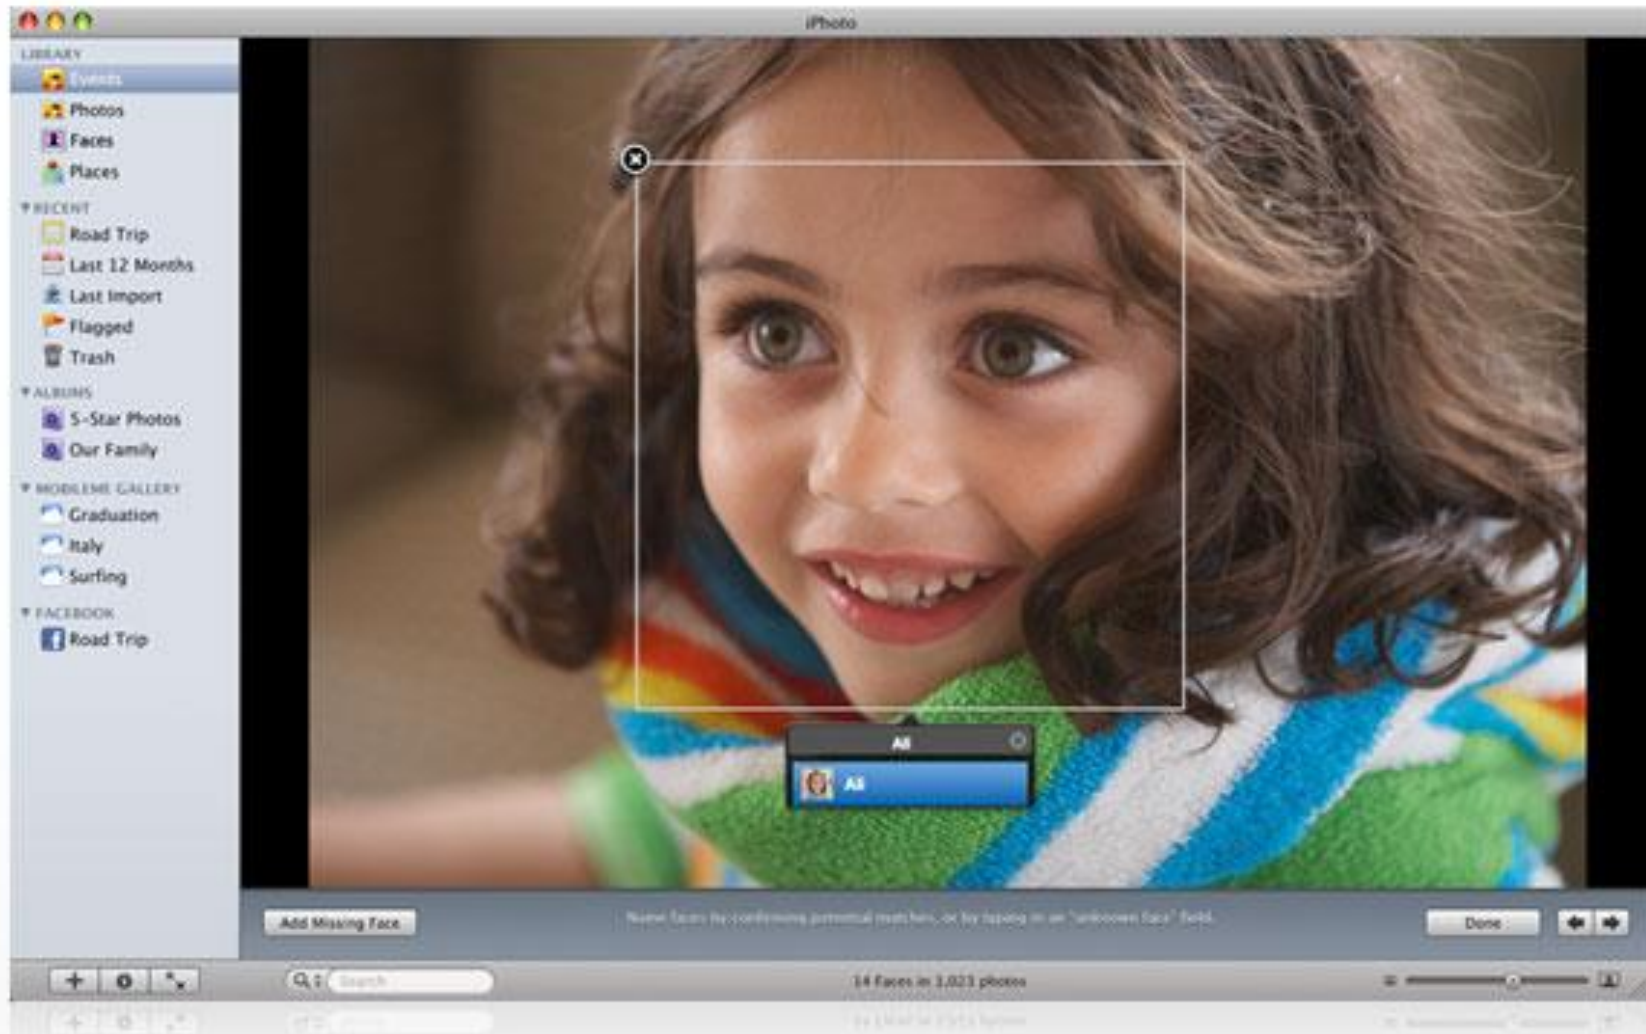 iPhoto
LIBRARY
Events
Photos
Faces
Places
RECENT
Road Trip
Last 12 Months
Last Import
Flagged
Trash
ALBUMS
5-Star Photos
Our Family
MOBILEME GALLERY
Graduation
Italy
Surfing
FACEBOOK
Road Trip
Ali
Ali
Add Missing Face
Name faces by confirming potential matches, or by typing in an "unknown face" field.
Done
Search
14 Faces in 1,023 photos